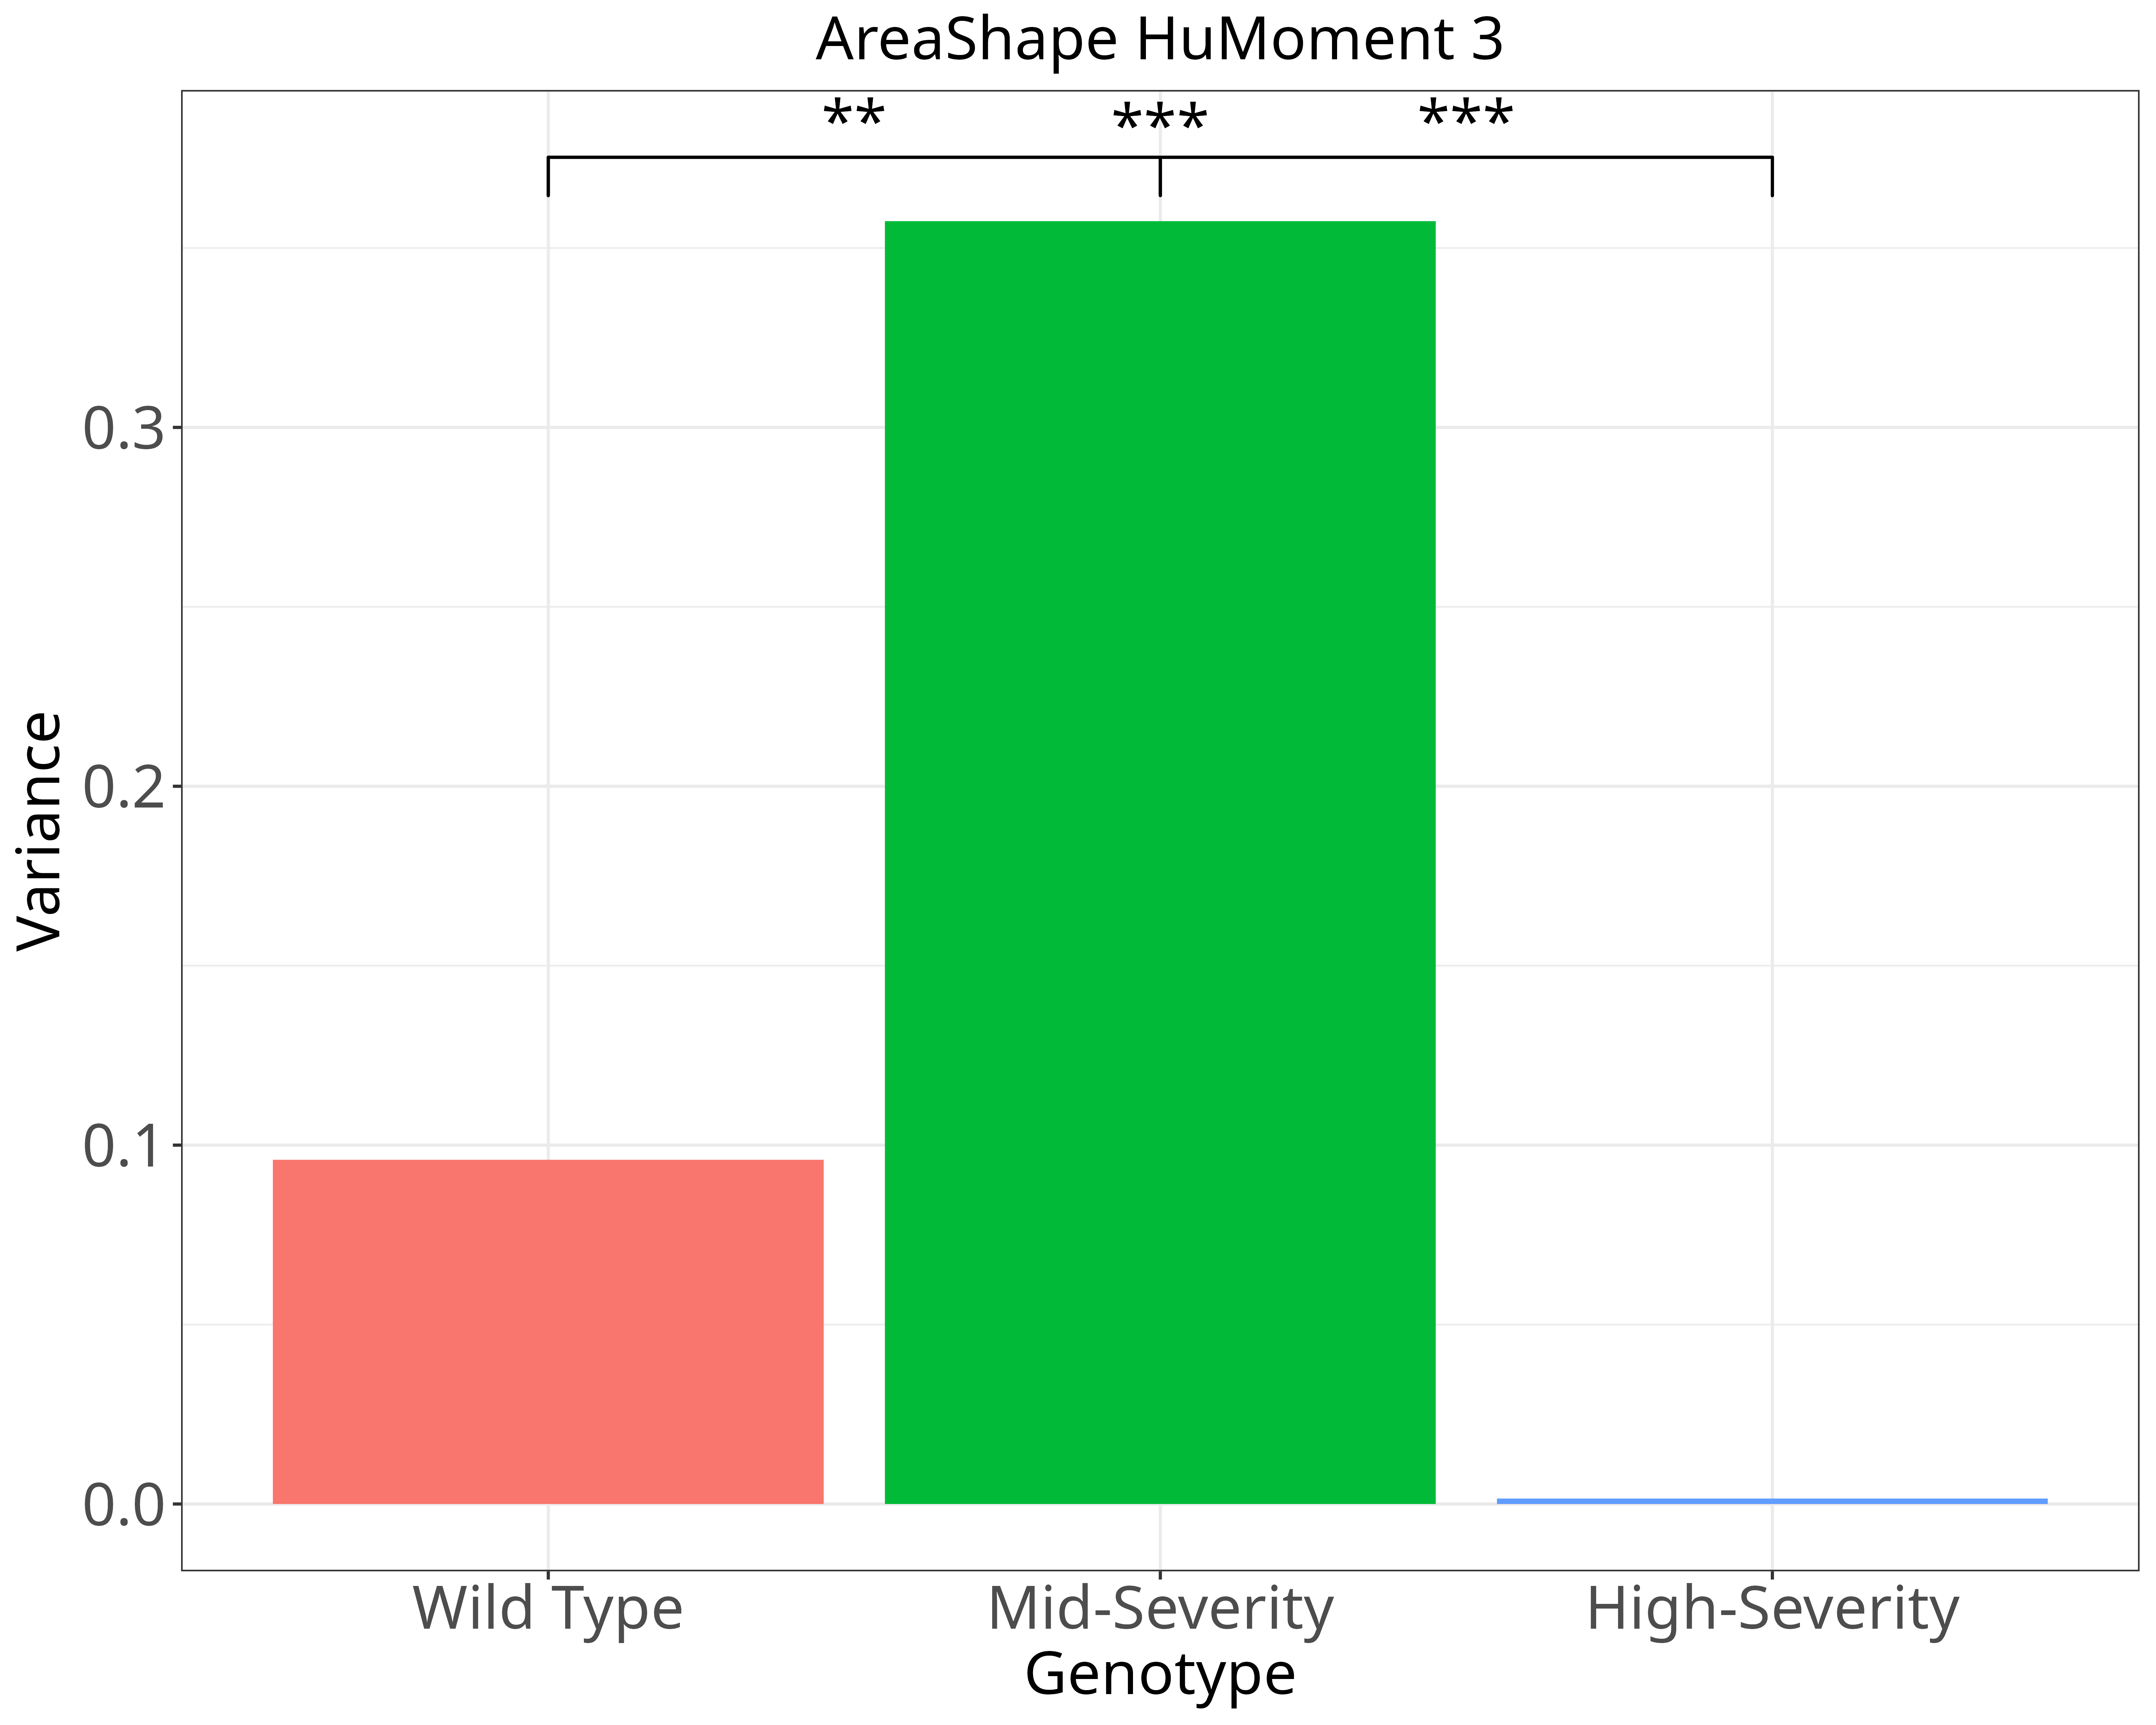 AreaShape HuMoment 3
** *** ***
Variance
0.3
0.2
0.1
0.0
Wild Type Mid-Severity High-Severity
Genotype